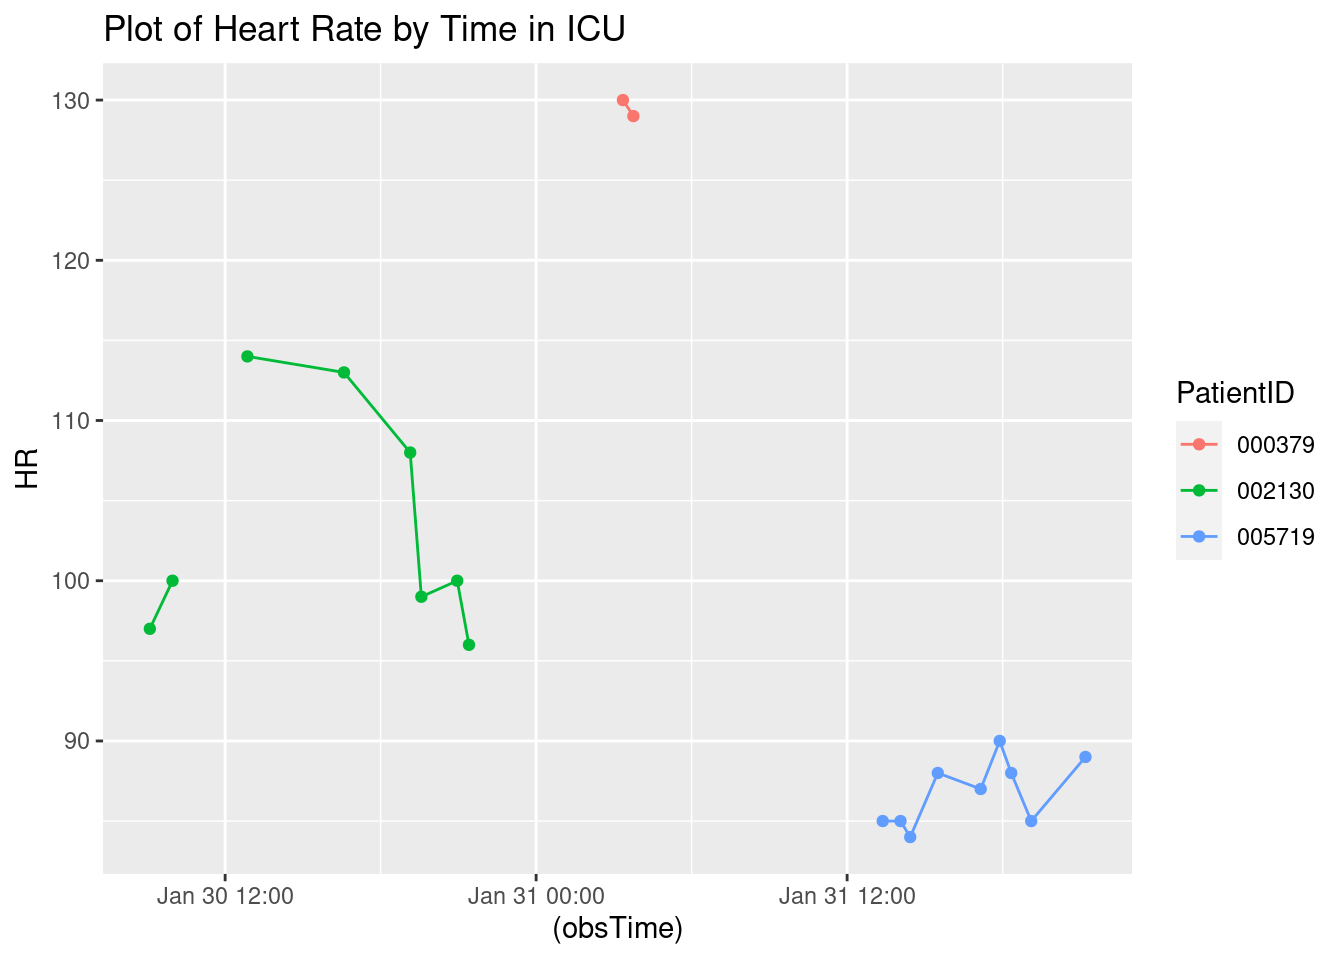 Plot of Heart Rate by Time in ICU
130
120
110
100
90
HR
Jan 30 12:00
Jan 31 00:00
Jan 31 12:00
(obsTime)
PatientID
000379
002130
005719